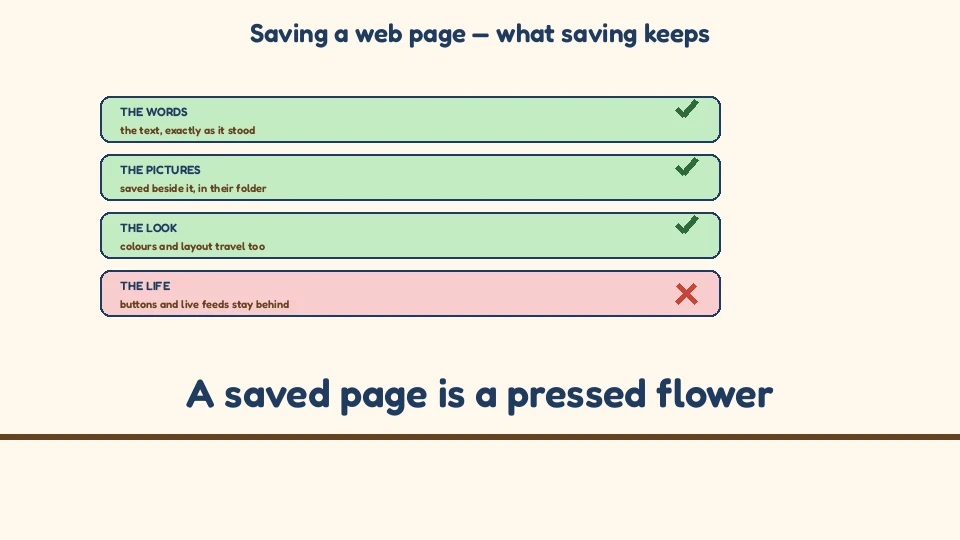 Saving a web page — what saving keeps
THE WORDS
the text, exactly as it stood
THE PICTURES
saved beside it, in their folder
THE LOOK
colours and layout travel too
THE LIFE
buttons and live feeds stay behind
A saved page is a pressed flower